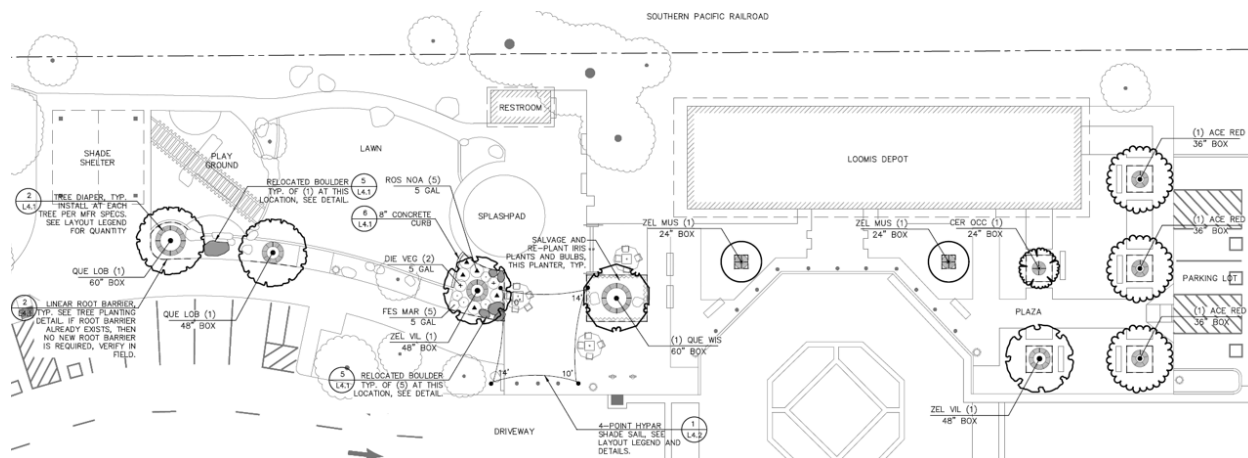 SOUTHERN PACIFIC RAILROAD
RESTROOM
SHADE
SHELTER
PLAY
GROUND
LAWN
LOOMIS DEPOT
(1) ACE RED
36" BOX
2
L4.1
TREE DIAPER, TYP.
INSTALL AT EACH
TREE PER MFR SPECS.
SEE LAYOUT LEGEND
FOR QUANTITY
RELOCATED BOULDER
TYP. OF (1) AT THIS
LOCATION, SEE DETAIL.
5
L4.1
ROS NOA (5)
5 GAL
6
L4.1
8" CONCRETE
CURB
SPLASHPAD
SALVAGE AND
RE-PLANT IRIS
PLANTS AND BULBS,
THIS PLANTER, TYP.
ZEL MUS (1)
24" BOX
ZEL MUS (1)
24" BOX
CER OCC (1)
24" BOX
(1) ACE RED
36" BOX
QUE LOB (1)
60" BOX
DIE VEG (2)
5 GAL
14'
PARKING LOT
2
LINEAR ROOT BARRIER,
TYP. SEE TREE PLANTING
DETAIL. IF ROOT BARRIER
ALREADY EXISTS, THEN
NO NEW ROOT BARRIER
IS REQUIRED, VERIFY IN
FIELD.
QUE LOB (1)
48" BOX
FES MAR (5)
5 GAL
ZEL VIL (1)
48" BOX
(1) QUE WIS
60" BOX
PLAZA
(1) ACE RED
36" BOX
5
L4.1
RELOCATED BOULDER
TYP. OF (5) AT THIS
LOCATION, SEE DETAIL.
14'
10'
ZEL VIL (1)
48" BOX
DRIVEWAY
4-POINT HYPAR
SHADE SAIL, SEE
LAYOUT LEGEND AND
DETAILS.
1
L4.2